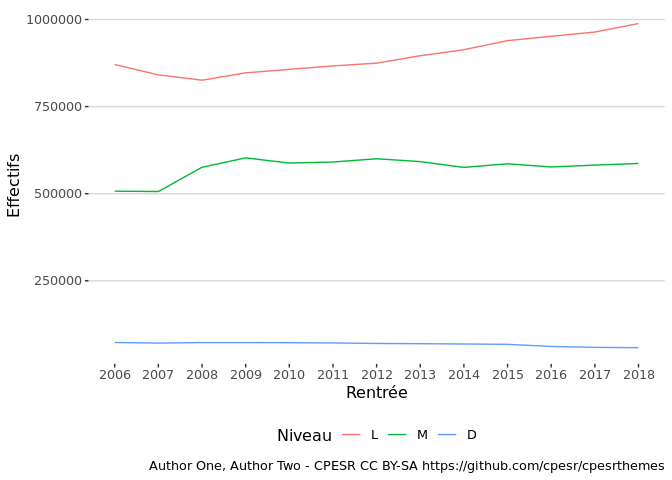 1000000
750000
500000
250000
Effectifs
2006 2007 2008 2009 2010 2011 2012 2013 2014 2015 2016 2017 2018
Rentrée
Niveau L M D
Author One, Author Two - CPESR CC BY-SA https://github.com/cpesr/cpesrthemes